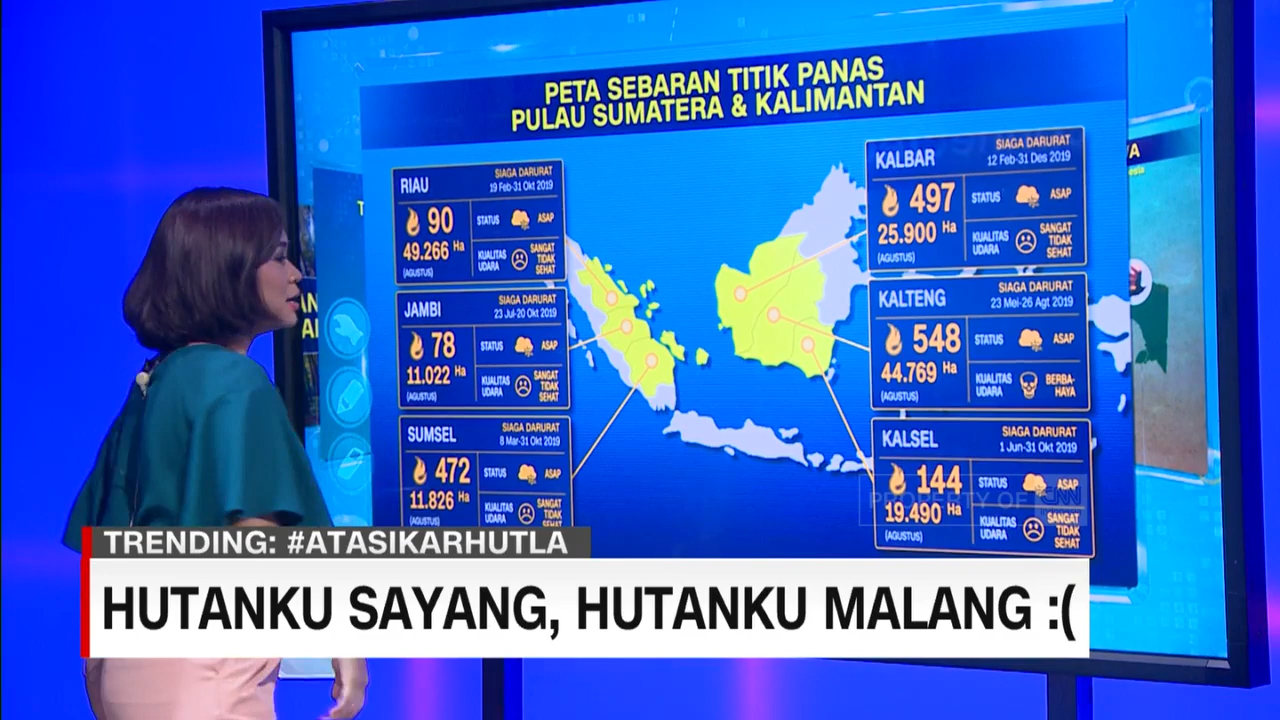 PETA SEBARAN TITIK PANAS
PULAU SUMATERA & KALIMANTAN
RIAU
SIAGA DARURAT
19 Feb-31 Okt 2019
90
49.266 Ha
(AGUSTUS)
STATUS
ASAP
KUALITAS
UDARA
SANGAT
TIDAK
SEHAT
JAMBI
SIAGA DARURAT
23 Jul-20 Okt 2019
78
11.022 Ha
(AGUSTUS)
STATUS
ASAP
KUALITAS
UDARA
SANGAT
TIDAK
SEHAT
SUMSEL
SIAGA DARURAT
8 Mar-31 Okt 2019
472
11.826 Ha
(AGUSTUS)
STATUS
ASAP
KUALITAS
UDARA
SANGAT
TIDAK
SEHAT
KALBAR
SIAGA DARURAT
12 Feb-31 Des 2019
497
25.900 Ha
(AGUSTUS)
STATUS
ASAP
KUALITAS
UDARA
SANGAT
TIDAK
SEHAT
KALTENG
SIAGA DARURAT
23 Mei-26 Agt 2019
548
44.769 Ha
(AGUSTUS)
STATUS
ASAP
KUALITAS
UDARA
BERBA-
HAYA
KALSEL
SIAGA DARURAT
1 Jun-31 Okt 2019
144
19.490 Ha
(AGUSTUS)
STATUS
ASAP
KUALITAS
UDARA
SANGAT
TIDAK
SEHAT
PROPERTY OF CNN
TRENDING: #ATASIKARHUTLA
HUTANKU SAYANG, HUTANKU MALANG :(